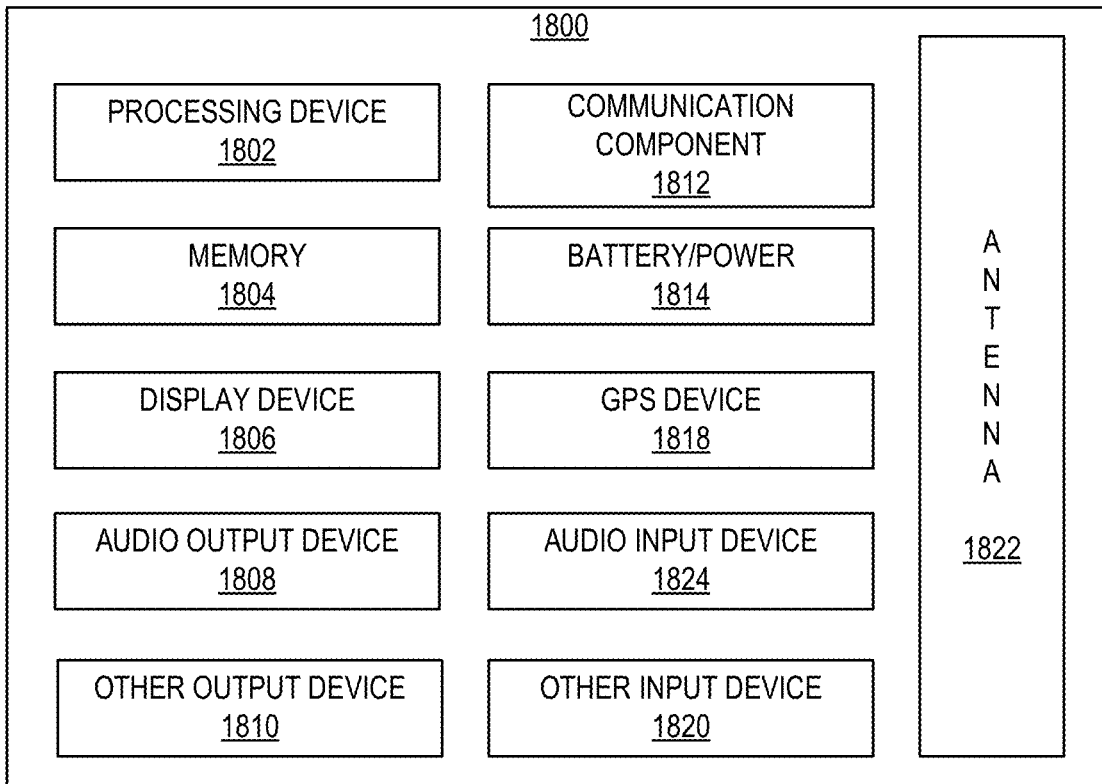 1800
PROCESSING DEVICE
1802
COMMUNICATION
COMPONENT
1812
MEMORY
1804
BATTERY/POWER
1814
DISPLAY DEVICE
1806
GPS DEVICE
1818
AUDIO OUTPUT DEVICE
1808
AUDIO INPUT DEVICE
1824
OTHER OUTPUT DEVICE
1810
OTHER INPUT DEVICE
1820
A
N
T
E
N
N
A
1822